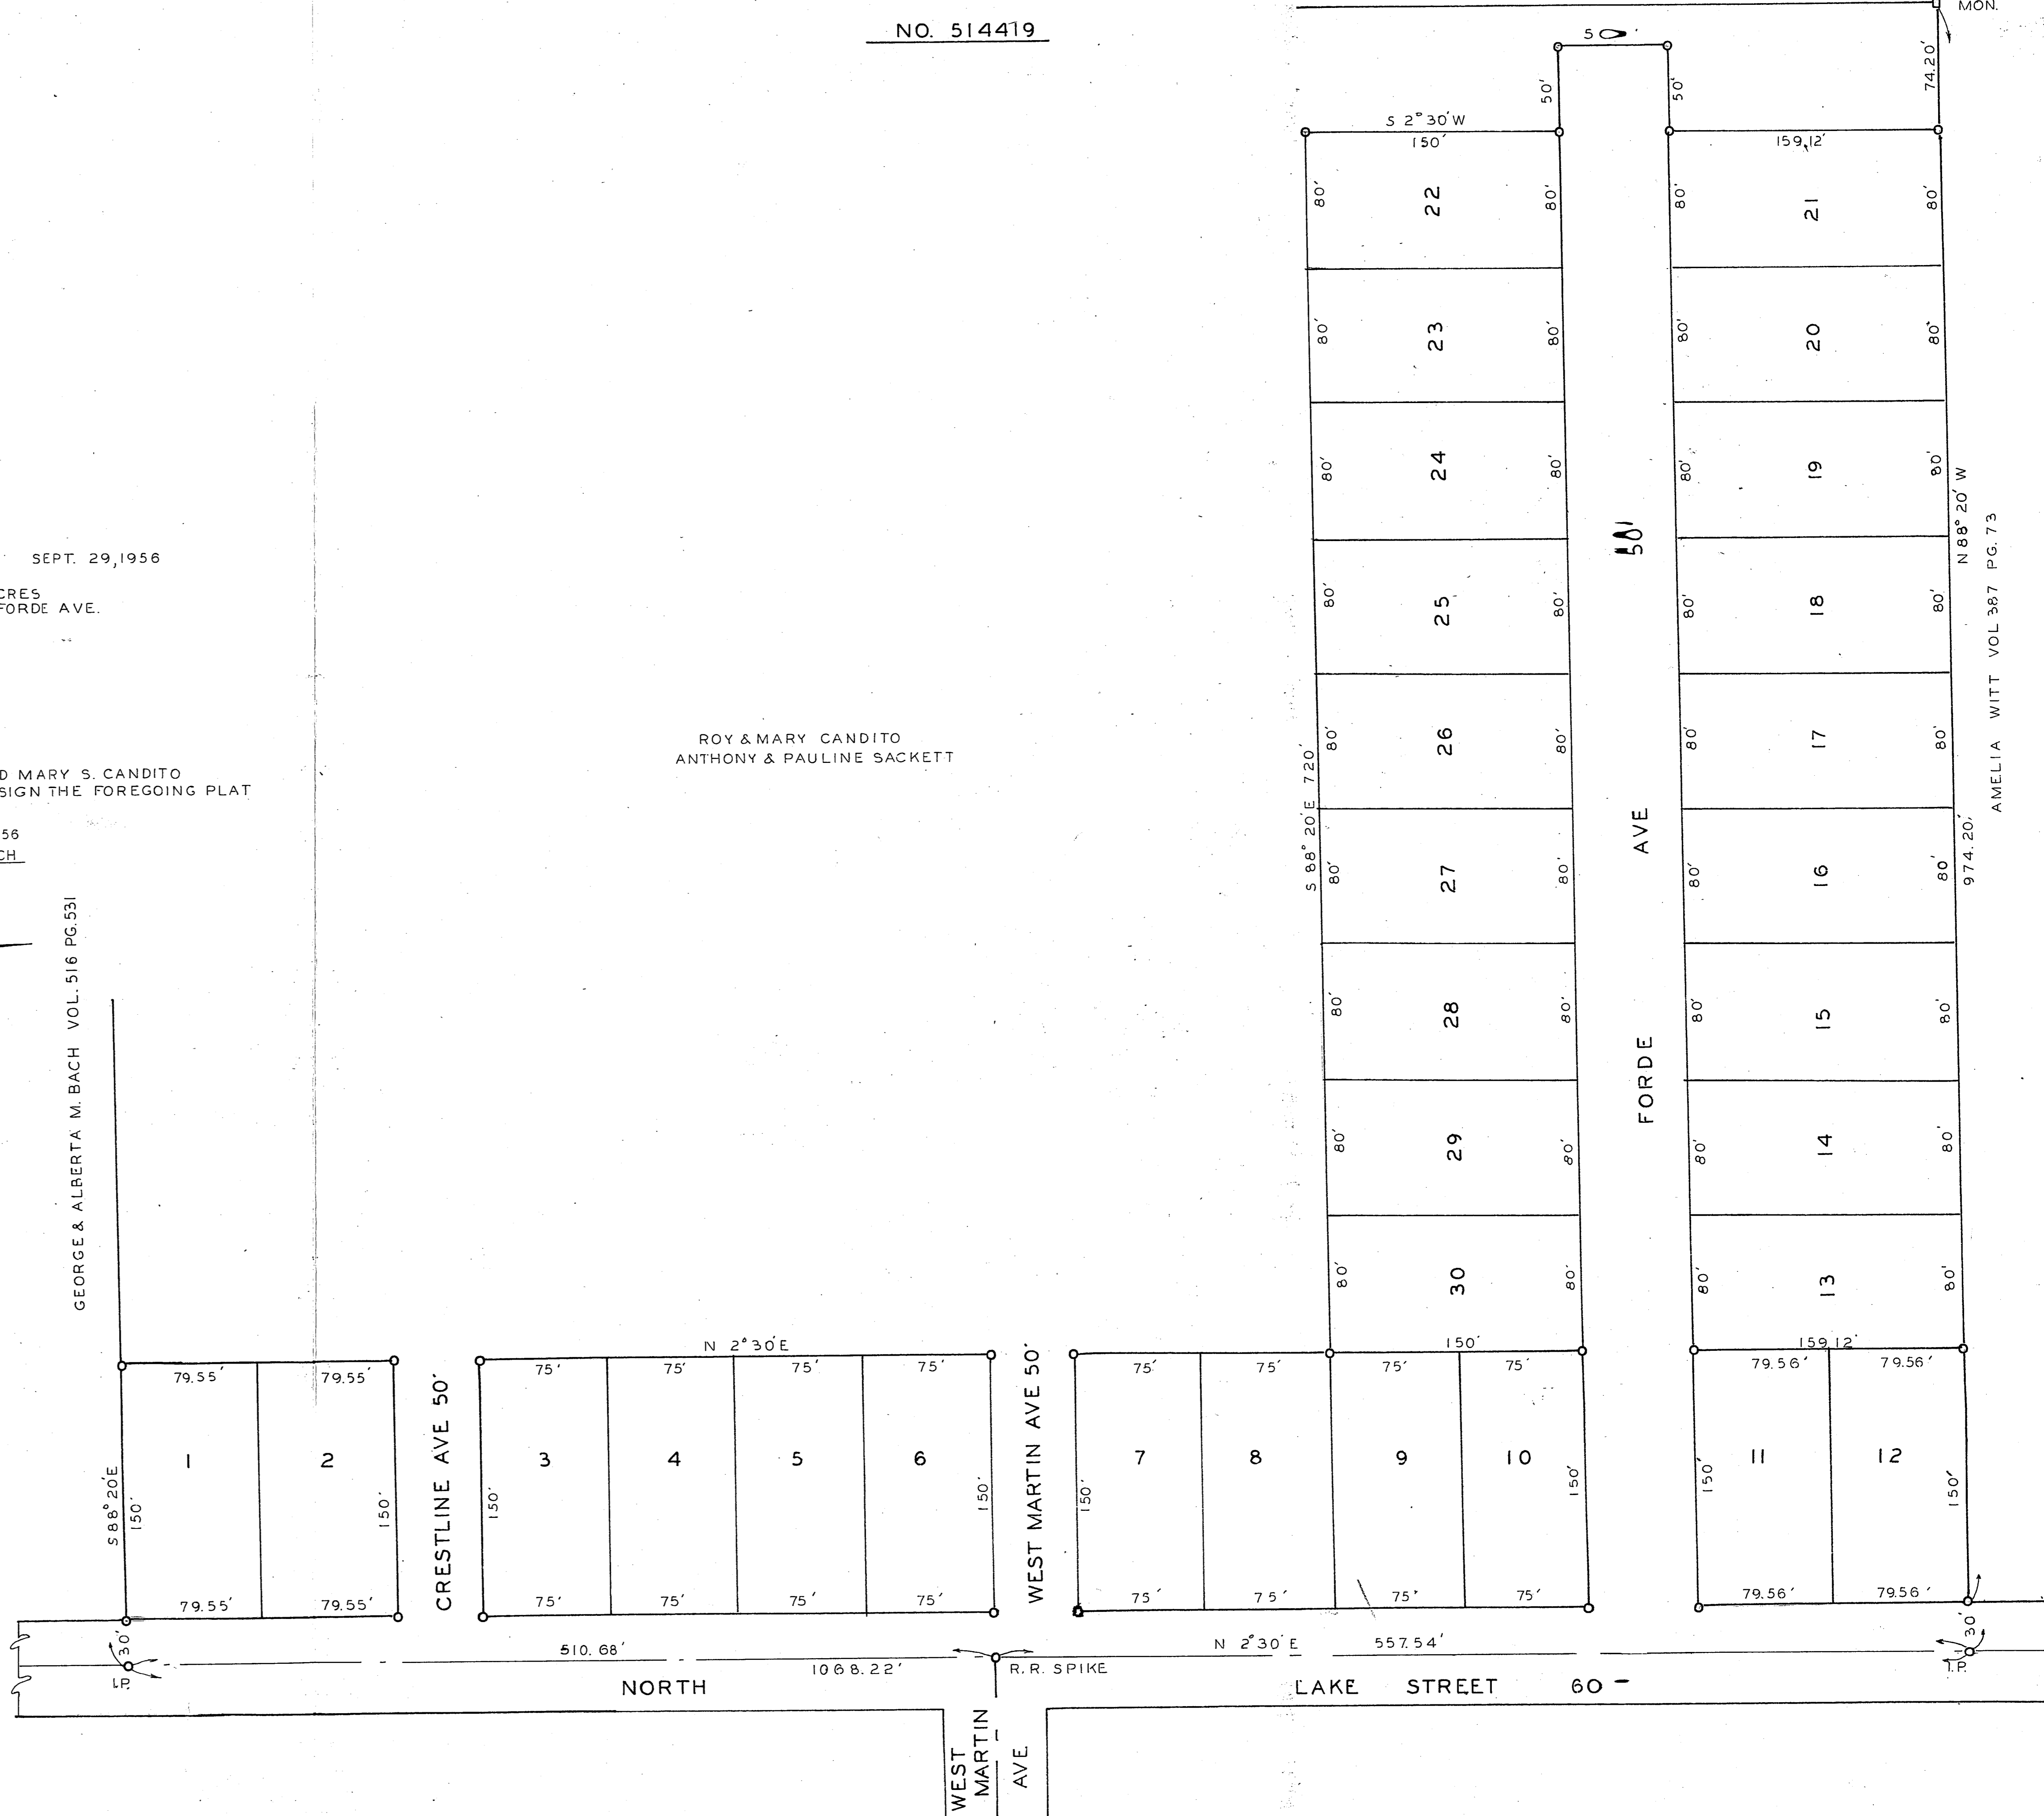 NO. 514419
MON.
50'
50'
50'
74.20'
S 2° 30' W
150'
159.12'
80'
22
80'
80'
21
80'
80'
23
80'
80'
20
80'
80'
24
80'
80'
19
80'
N 88° 20' W
50'
SEPT. 29, 1956
CRES
FORDE AVE.
80'
25
80'
80'
18
80'
AMELIA WITT VOL 387 PG. 73
ROY & MARY CANDITO
ANTHONY & PAULINE SACKETT
D MARY S. CANDITO
SIGN THE FOREGOING PLAT
56
CH
S 88° 20' E 720'
80'
26
80'
80'
17
80'
FORDE AVE
80'
27
80'
80'
16
80'
974.20'
GEORGE & ALBERTA M. BACH VOL. 516 PG. 531
80'
28
80'
80'
15
80'
80'
29
80'
80'
14
80'
80'
30
80'
80'
13
80'
N 2° 30' E
150'
159.12'
79.55' 79.55'
75' 75' 75' 75'
75' 75' 75' 75'
79.56' 79.56'
CRESTLINE AVE 50'
WEST MARTIN AVE 50'
1 2 3 4 5 6 7 8 9 10 11 12
S 88° 20' E
150'
150'
150'
150'
150'
150'
150'
150'
79.55' 79.55'
75' 75' 75' 75'
75' 75' 75' 75'
79.56' 79.56'
30'
510.68'
N 2° 30' E 557.54'
30'
I.P.
1068.22'
R.R. SPIKE
I.P.
NORTH LAKE STREET 60
WEST
MARTIN
AVE